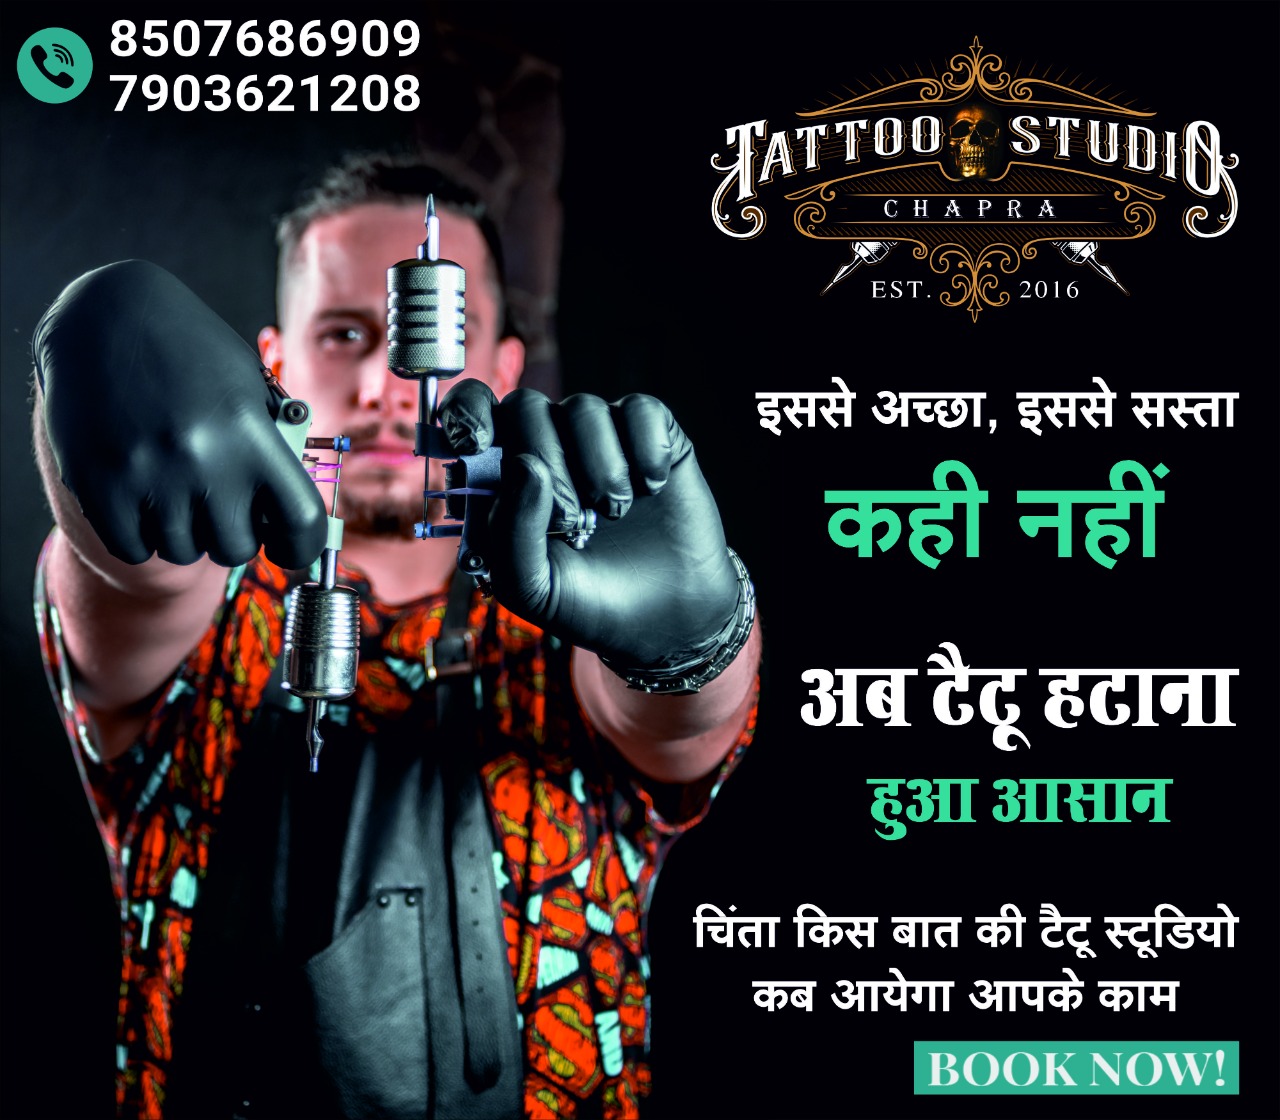 8507686909
7903621208
TATTOO STUDIO
CHAPRA
EST. 2016
इससे अच्छा, इससे सस्ता
कही नहीं
अब टैटू हटाना
हुआ आसान
चिंता किस बात की टैटू स्टूडियो
कब आयेगा आपके काम
BOOK NOW!